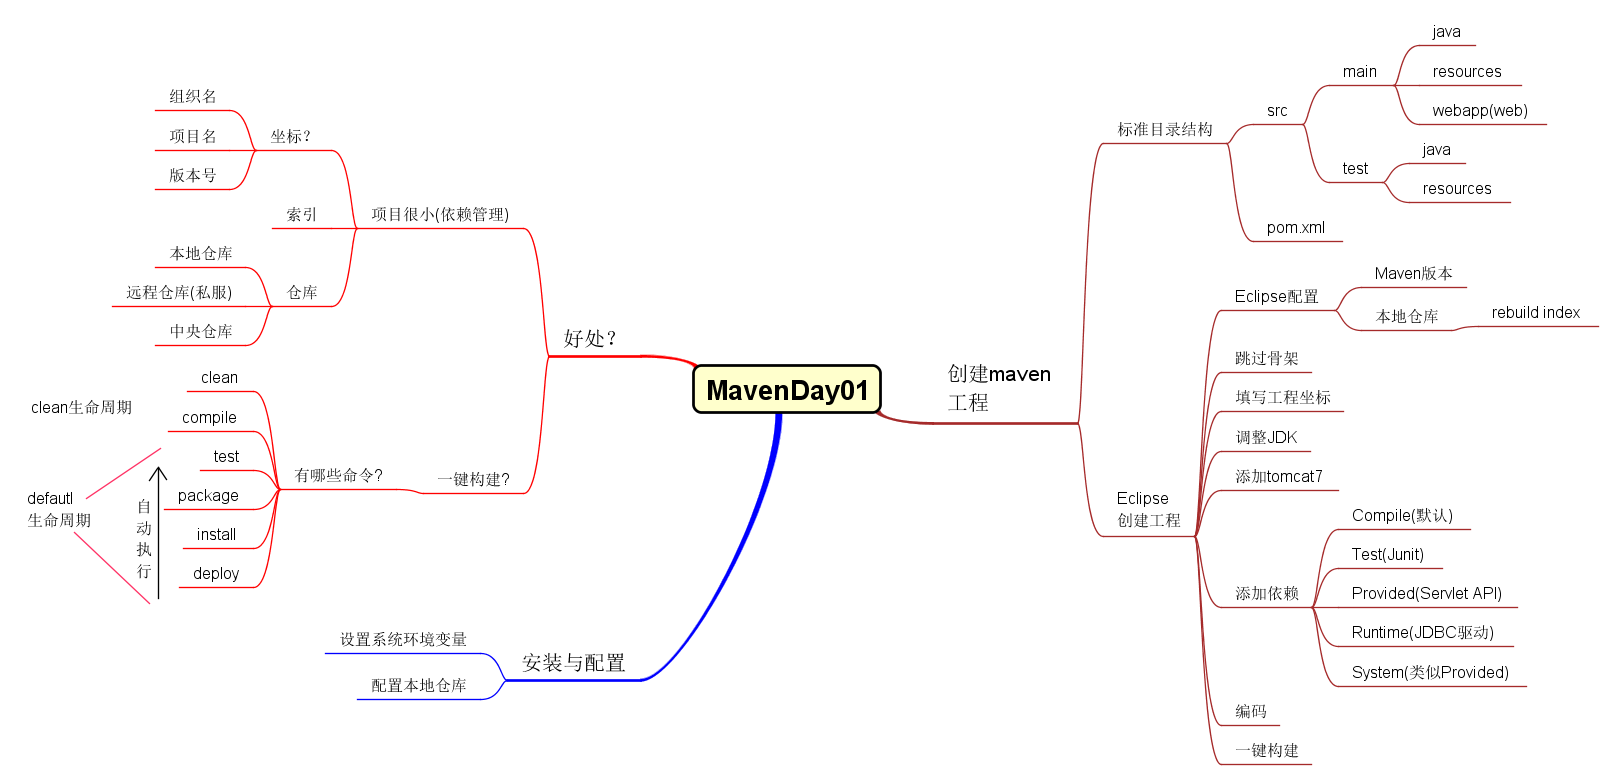 MavenDay01
好处?
项目很小(依赖管理)
坐标?
组织名
项目名
版本号
索引
仓库
本地仓库
远程仓库(私服)
中央仓库
一键构建?
有哪些命令?
clean
compile
test
package
install
deploy
clean生命周期
defautl
生命周期
自
动
执
行
安装与配置
设置系统环境变量
配置本地仓库
创建maven
工程
标准目录结构
src
main
java
resources
webapp(web)
test
java
resources
pom.xml
Eclipse
创建工程
Eclipse配置
Maven版本
本地仓库
rebuild index
跳过骨架
填写工程坐标
调整JDK
添加tomcat7
添加依赖
Compile(默认)
Test(Junit)
Provided(Servlet API)
Runtime(JDBC驱动)
System(类似Provided)
编码
一键构建